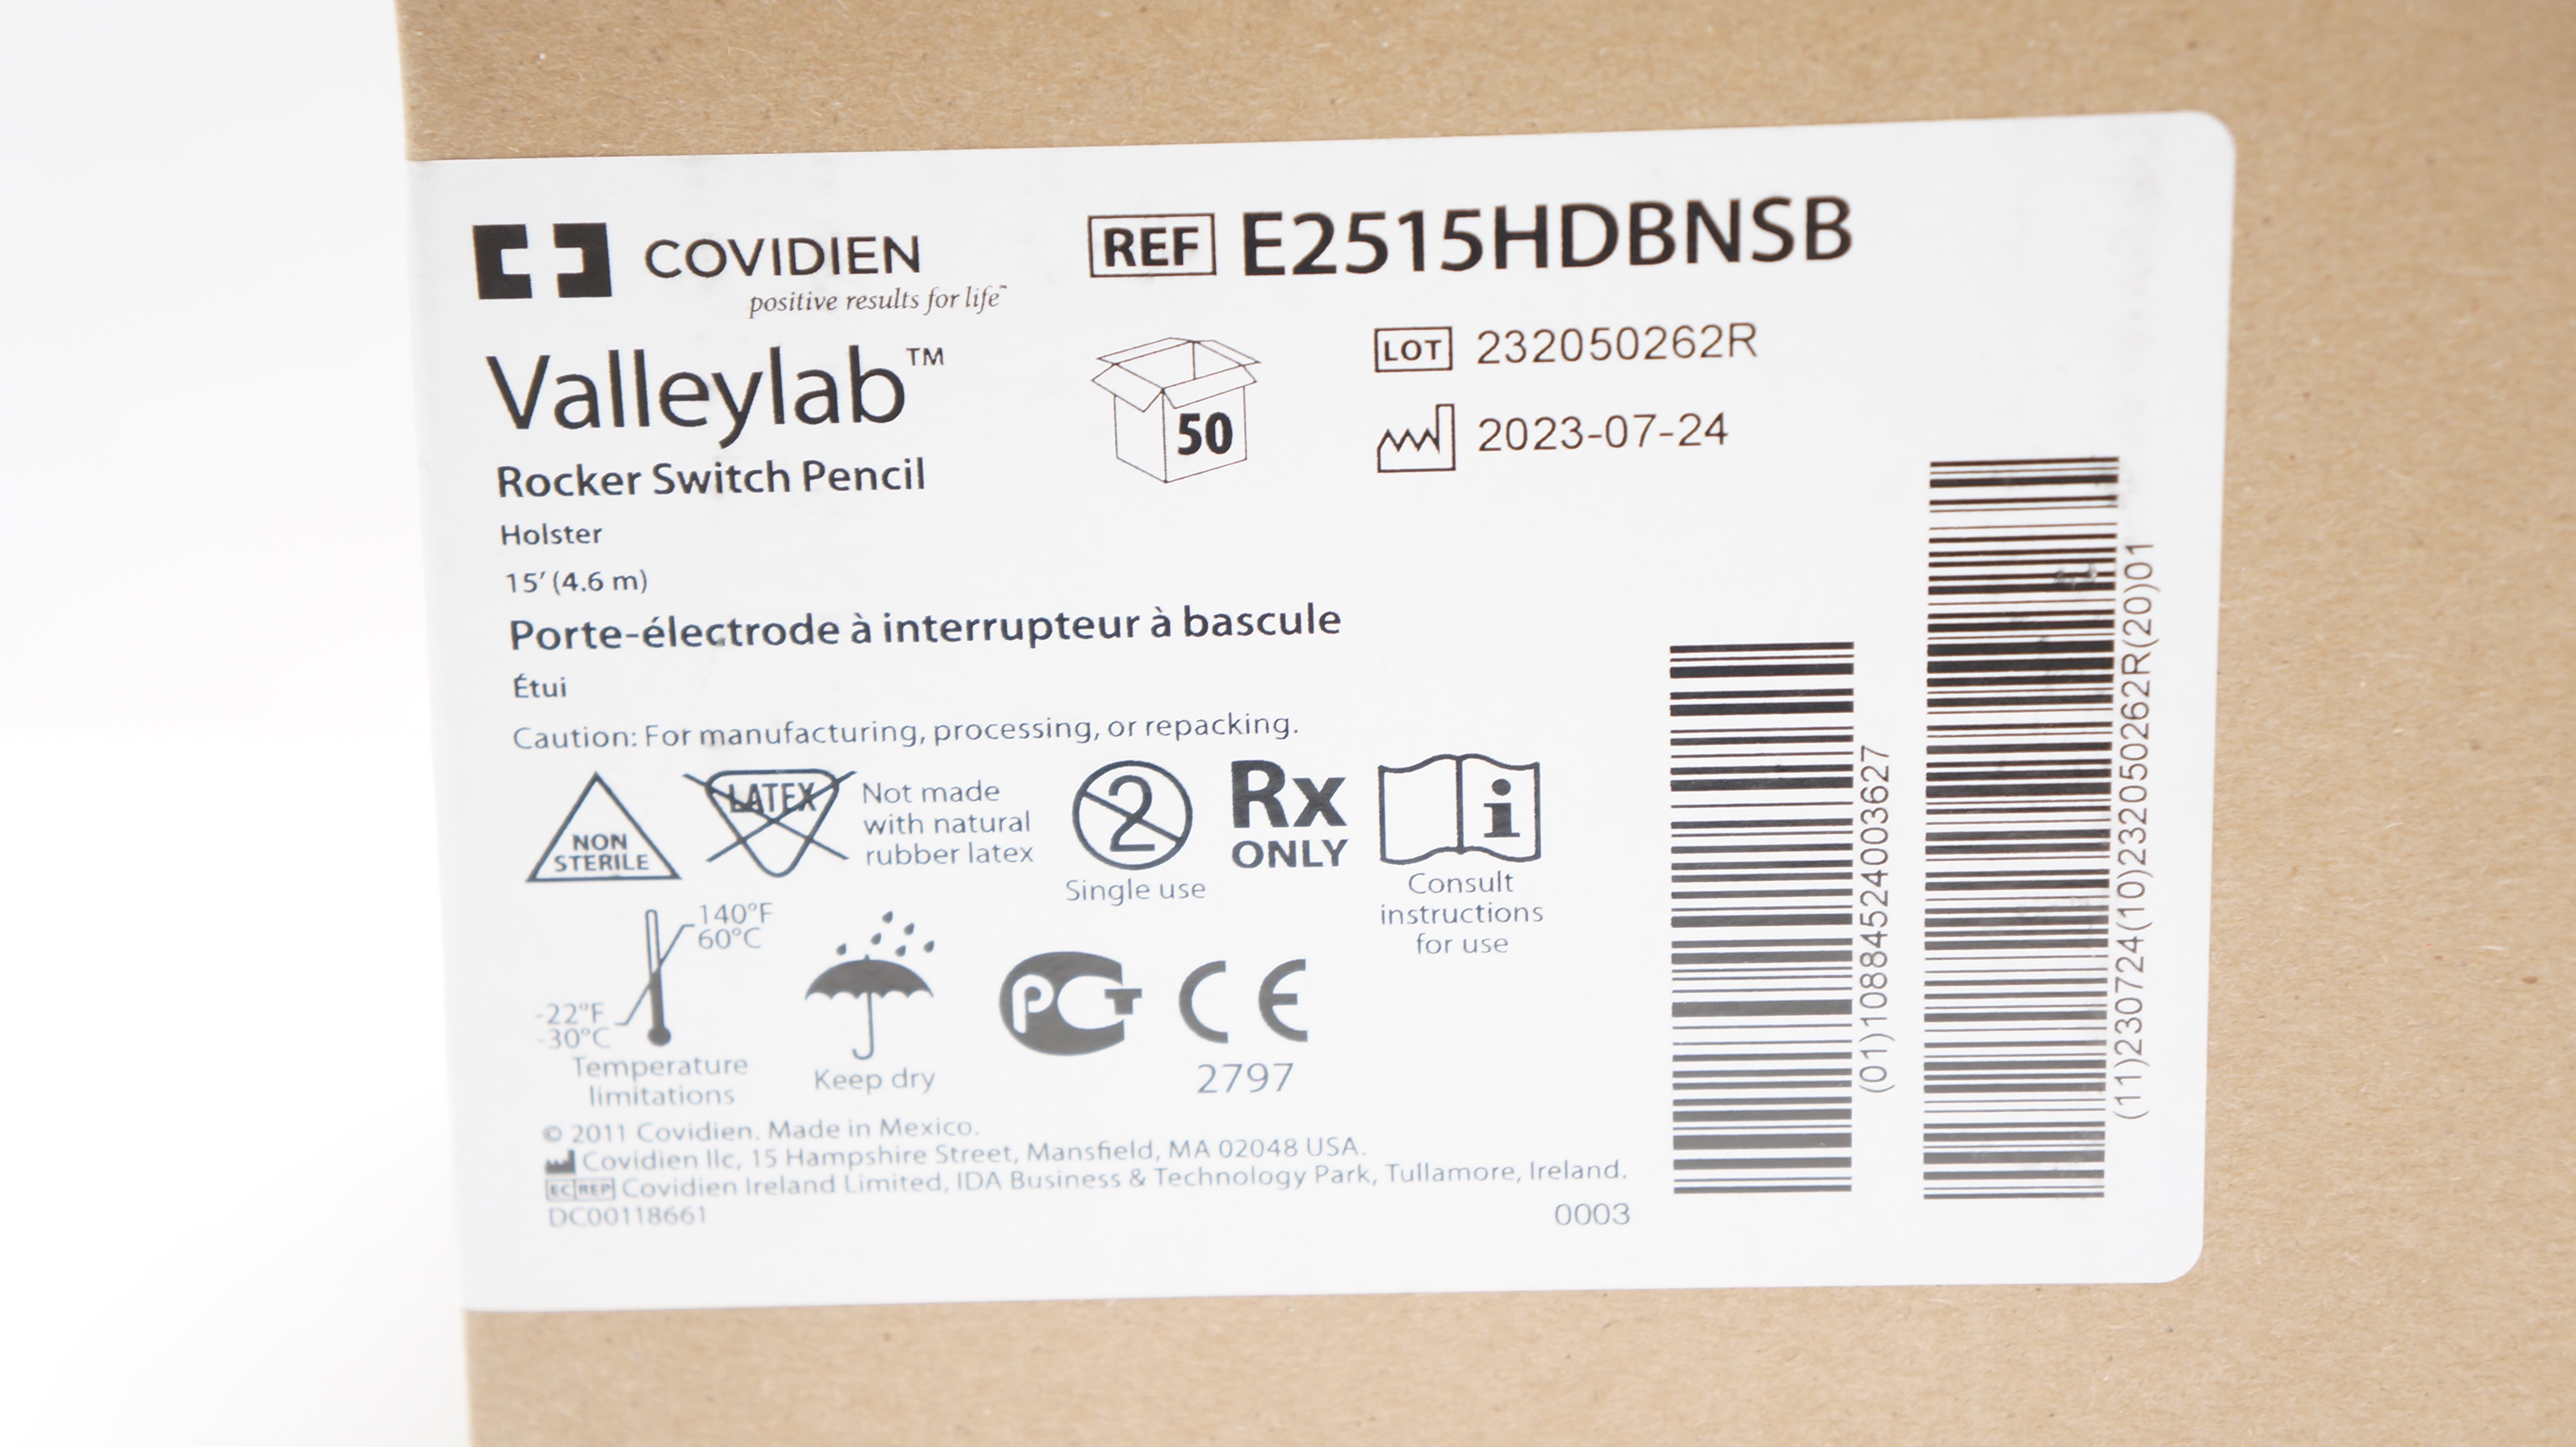 COVIDIEN
positive results for life™
REF E2515HDBNSB
Valleylab™
50
LOT 232050262R
2023-07-24
Rocker Switch Pencil
Holster
15' (4.6 m)
Porte-électrode à interrupteur à bascule
Étui
Caution: For manufacturing, processing, or repacking.
NON
STERILE
LATEX
Not made
with natural
rubber latex
2
Single use
Rx
ONLY
i
Consult
instructions
for use
140°F
60°C
-22°F
-30°C
Temperature
limitations
Keep dry
РСТ CE
2797
© 2011 Covidien. Made in Mexico.
Covidien llc, 15 Hampshire Street, Mansfield, MA 02048 USA.
EC REP Covidien Ireland Limited, IDA Business & Technology Park, Tullamore, Ireland.
DC00118661
0003
(01)10884524003627
(11)230724(10)232050262R(20)01